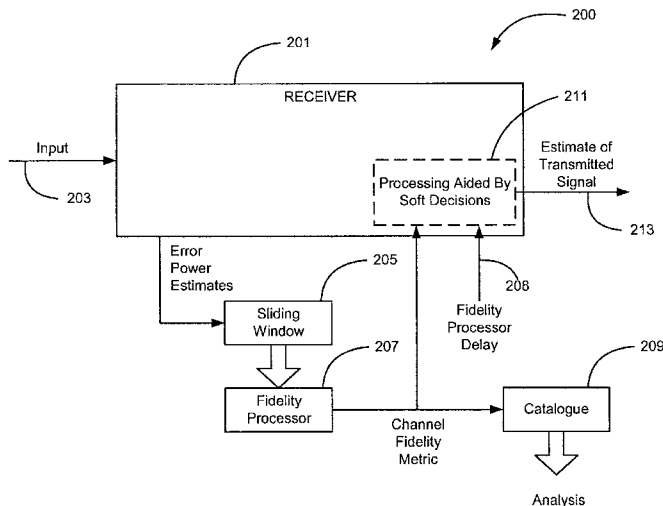 200
201
RECEIVER
211
Input
203
Processing Aided By
Soft Decisions
Estimate of
Transmitted
Signal
213
Error
Power
Estimates
205
208
Sliding
Window
Fidelity
Processor
Delay
207
209
Fidelity
Processor
Channel
Fidelity
Metric
Catalogue
Analysis